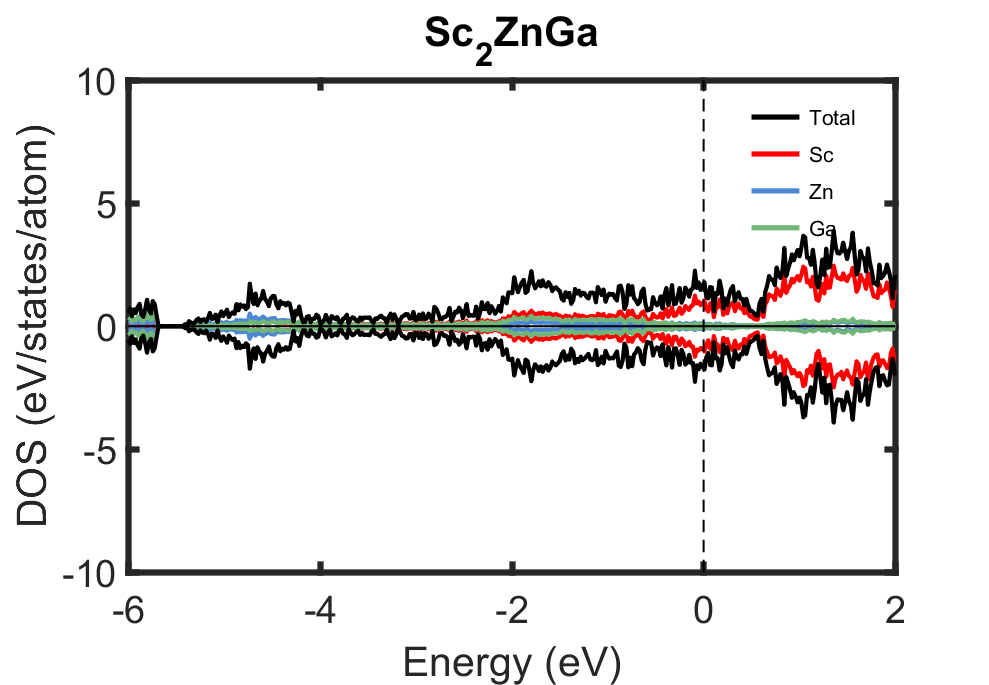 Sc₂ZnGa
10
5
0
-5
-10
DOS (eV/states/atom)
Total
Sc
Zn
Ga
-6
-4
-2
0
2
Energy (eV)